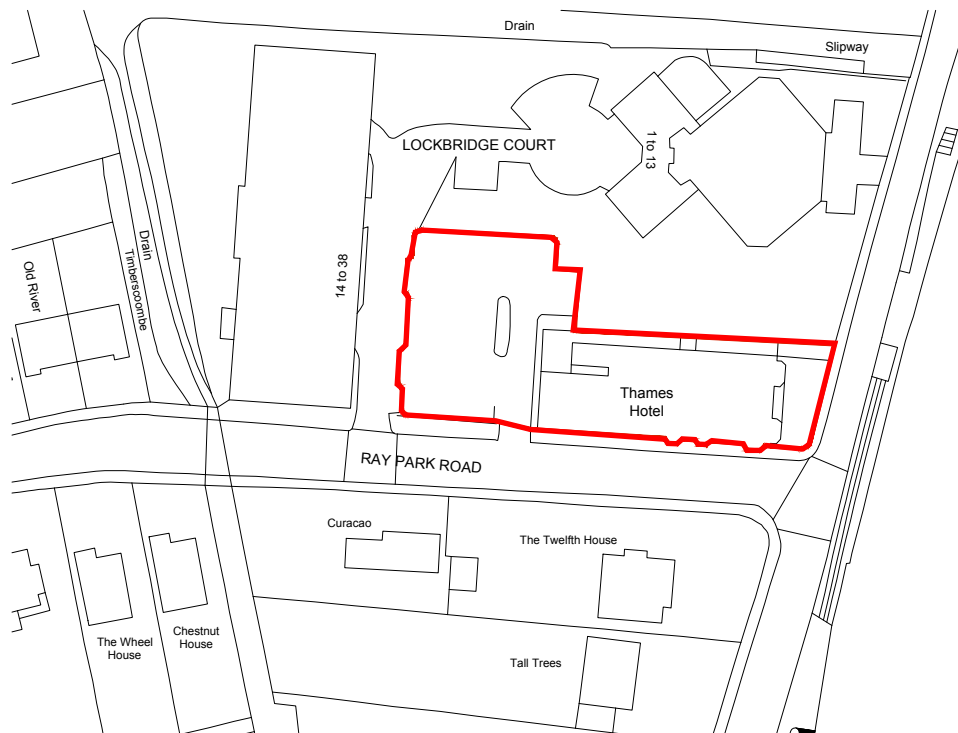 Drain
Slipway
LOCKBRIDGE COURT
1 to 13
Drain
Timberscoombe
Old River
14 to 38
Thames
Hotel
RAY PARK ROAD
Curacao
The Twelfth House
The Wheel
House
Chestnut
House
Tall Trees